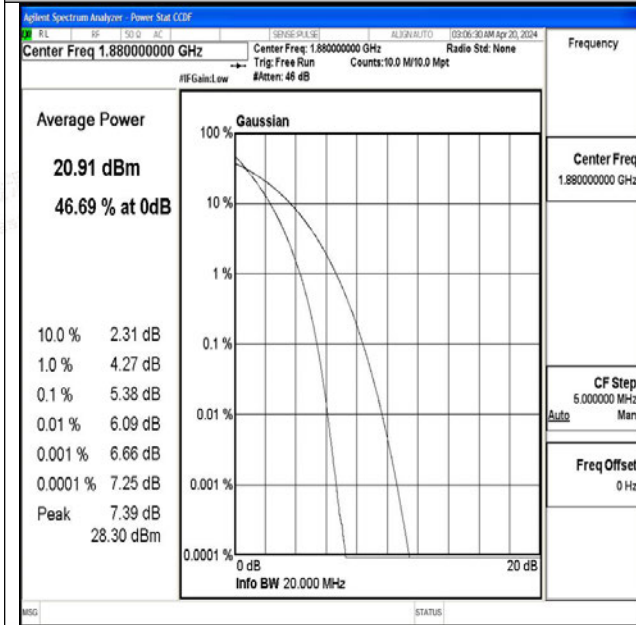 Agilent Spectrum Analyzer - Power Stat CCDF
RL RF 50 Ω AC SENSE:PULSE ALIGNAUTO 03:06:30 AM Apr 20, 2024
Center Freq 1.880000000 GHz
Center Freq: 1.880000000 GHz Radio Std: None
Trig: Free Run Counts:10.0 M/10.0 Mpt
#IFGain:Low #Atten: 46 dB
Frequency
Average Power
20.91 dBm
46.69 % at 0dB
10.0 % 2.31 dB
1.0 % 4.27 dB
0.1 % 5.38 dB
0.01 % 6.09 dB
0.001 % 6.66 dB
0.0001 % 7.25 dB
Peak 7.39 dB
28.30 dBm
Gaussian
100 %
10 %
1 %
0.1 %
0.01 %
0.001 %
0.0001 %
0 dB 20 dB
Info BW 20.000 MHz
Center Freq
1.880000000 GHz
CF Step
5.000000 MHz
Auto Man
Freq Offset
0 Hz
MSG STATUS